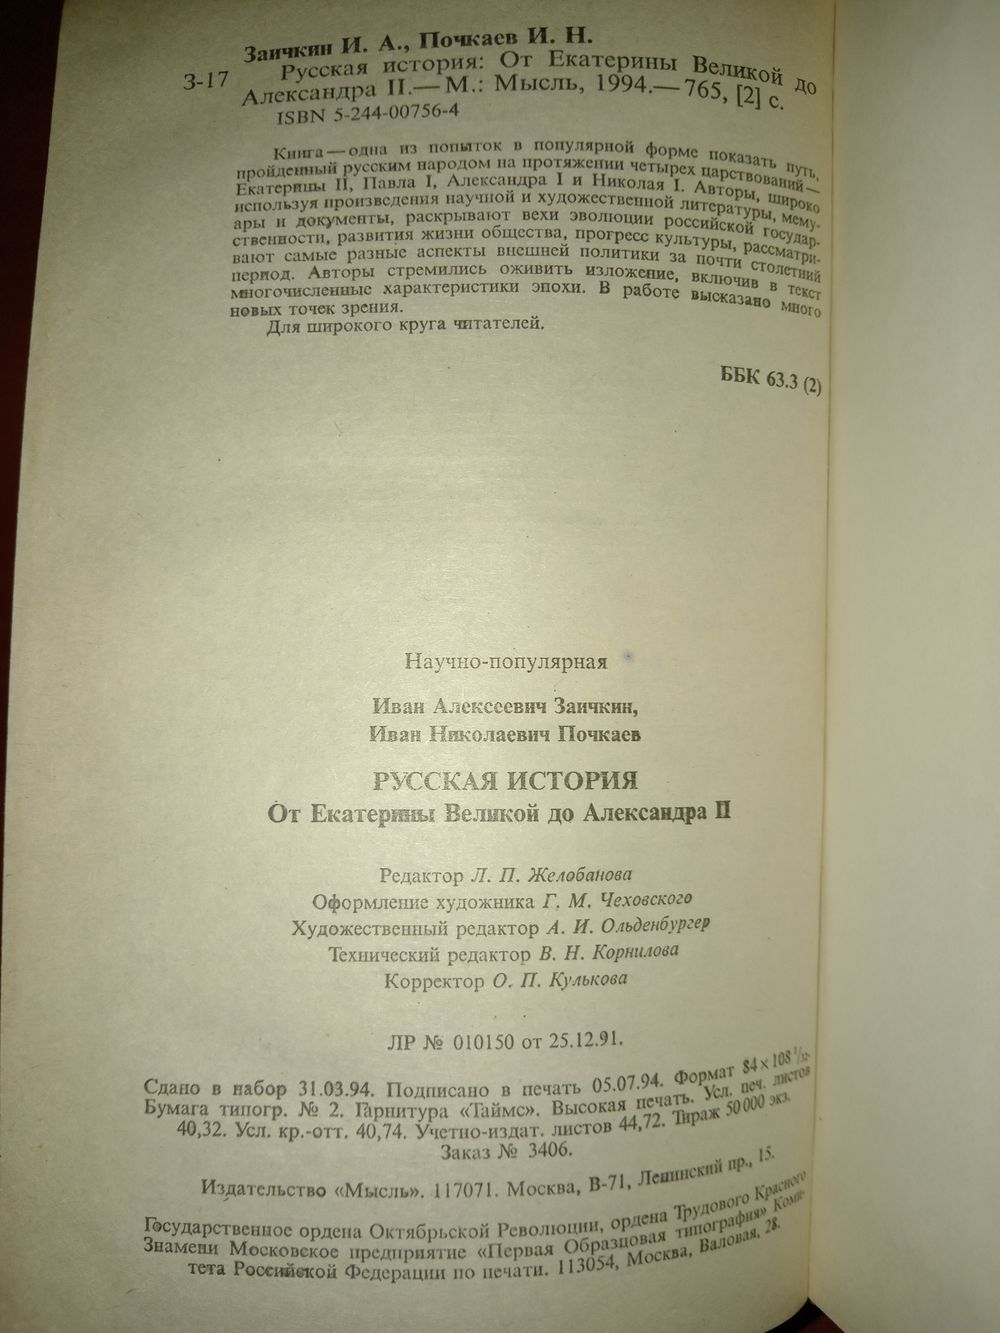 Заичкин И. А., Почкаев И. Н.
З-17 Русская история: От Екатерины Великой до
Александра II.— М.: Мысль, 1994.— 765, [2] с.
ISBN 5-244-00756-4
Книга — одна из попыток в популярной форме показать путь,
пройденный русским народом на протяжении четырех царствований —
Екатерины II, Павла I, Александра I и Николая I. Авторы, широко
используя произведения научной и художественной литературы, мему-
ары и документы, раскрывают вехи эволюции российской государ-
ственности, развития жизни общества, прогресс культуры, рассматри-
вают самые разные аспекты внешней политики за почти столетний
период. Авторы стремились оживить изложение, включив в текст
многочисленные характеристики эпохи. В работе высказано много
новых точек зрения.
Для широкого круга читателей.
ББК 63.3 (2)
Научно-популярная
Иван Алексеевич Заичкин,
Иван Николаевич Почкаев
РУССКАЯ ИСТОРИЯ
От Екатерины Великой до Александра II
Редактор Л. П. Желобанова
Оформление художника Г. М. Чеховского
Художественный редактор А. И. Ольденбургер
Технический редактор В. Н. Корнилова
Корректор О. П. Кулькова
ЛР № 010150 от 25.12.91.
Сдано в набор 31.03.94. Подписано в печать 05.07.94. Формат 84×108 1/32.
Бумага типогр. № 2. Гарнитура «Таймс». Высокая печать. Усл. печ. листов
40,32. Усл. кр.-отт. 40,74. Учетно-издат. листов 44,72. Тираж 50 000 экз.
Заказ № 3406.
Издательство «Мысль». 117071. Москва, В-71, Ленинский пр., 15.
Государственное ордена Октябрьской Революции, ордена Трудового Красного
Знамени Московское предприятие «Первая Образцовая типография» Коми-
тета Российской Федерации по печати. 113054, Москва, Валовая, 28.